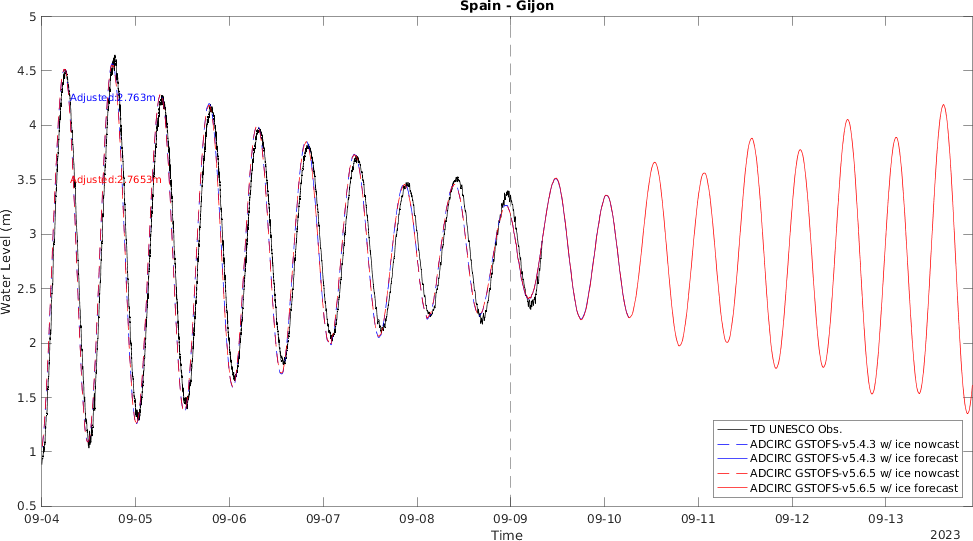 Spain - Gijon
5
4.5
4
3.5
3
2.5
2
1.5
1
0.5
Water Level (m)
Adjusted:2.763m
Adjusted:2.7653m
TD UNESCO Obs.
ADCIRC GSTOFS-v5.4.3 w/ ice nowcast
ADCIRC GSTOFS-v5.4.3 w/ ice forecast
ADCIRC GSTOFS-v5.6.5 w/ ice nowcast
ADCIRC GSTOFS-v5.6.5 w/ ice forecast
09-04 09-05 09-06 09-07 09-08 09-09 09-10 09-11 09-12 09-13
Time
2023